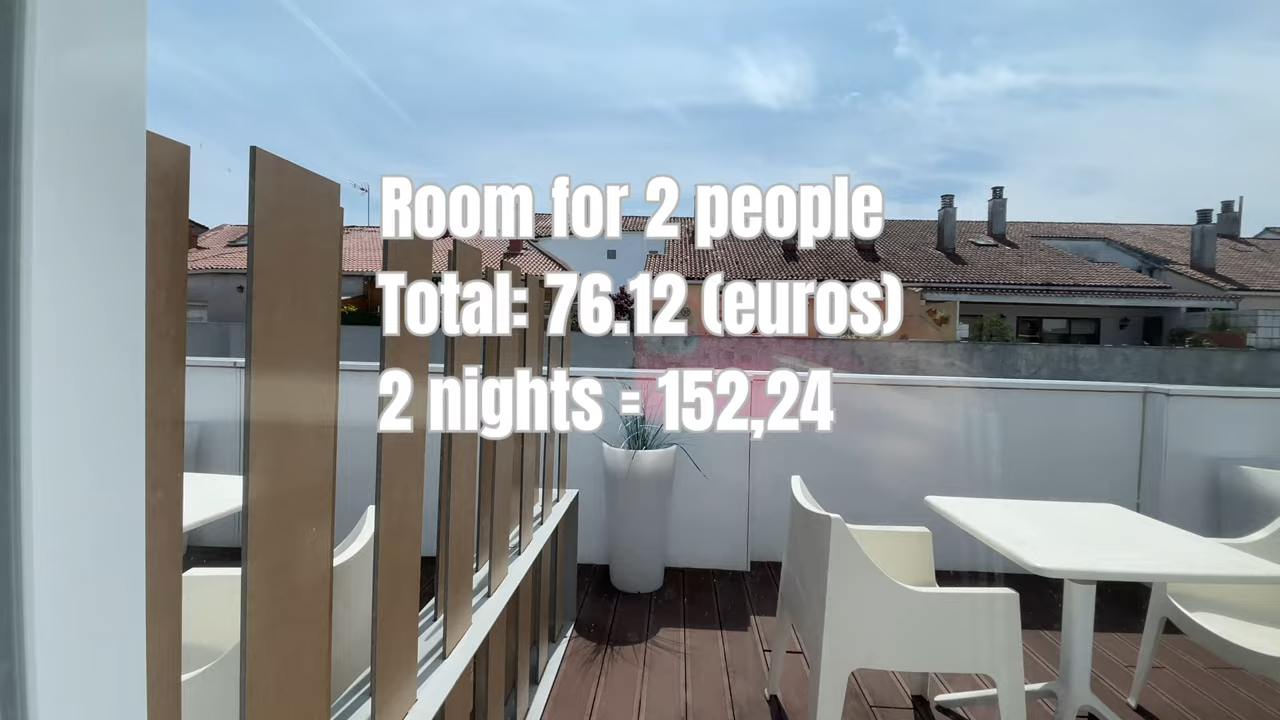 Room for 2 people
Total: 76.12 (euros)
2 nights = 152,24